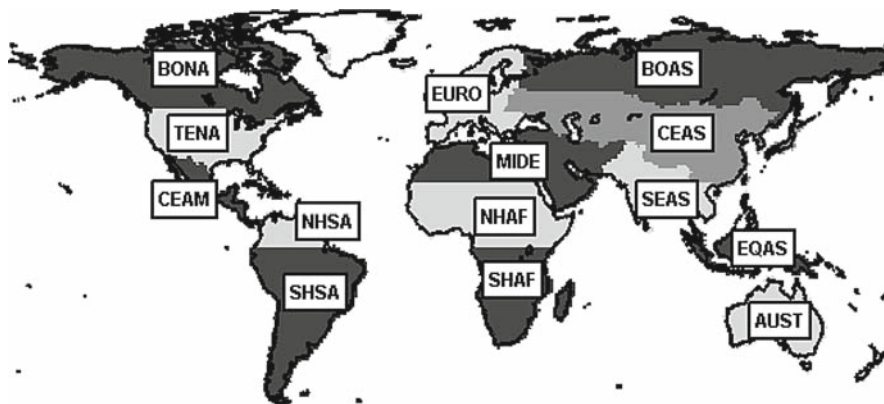 BONA
BOAS
EURO
TENA
CEAS
MIDE
CEAM
SEAS
NHSA
NHAF
EQAS
SHSA
SHAF
AUST